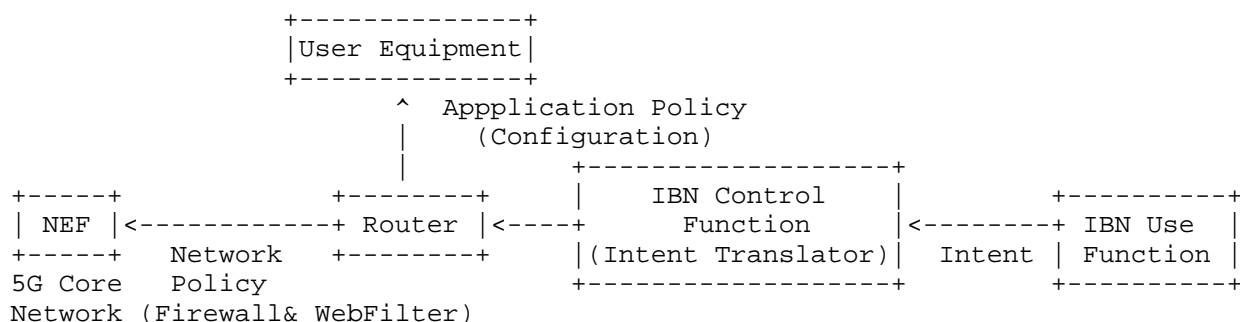 +--------------+
|User Equipment|
+--------------+
^ Appplication Policy
| (Configuration)
| +-------------------+
+-----+ +--------+ | IBN Control | +----------+
| NEF |<------------+ Router |<----+ Function |<--------+ IBN Use |
+-----+ Network +--------+ |(Intent Translator)| Intent | Function |
5G Core Policy +-------------------+ +----------+
Network (Firewall& WebFilter)